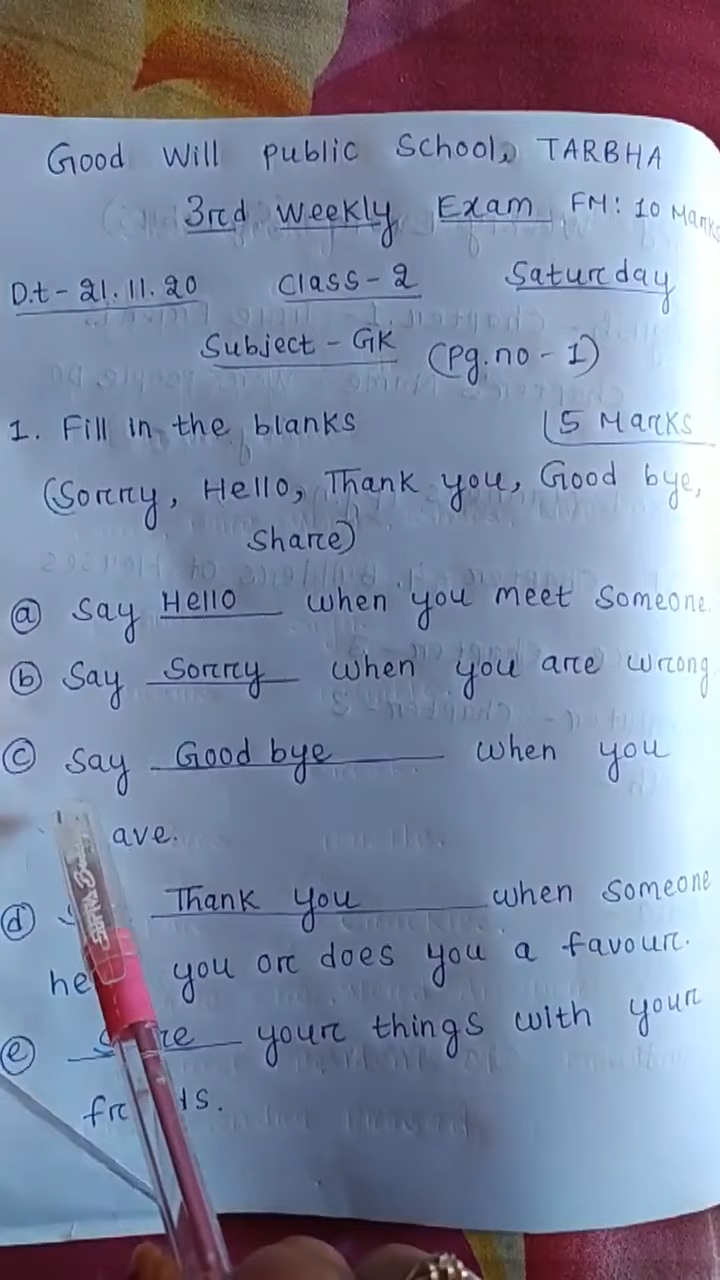 Good Will public School, TARBHA
3rd Weekly Exam FM: 10 Marks
D.t - 21.11.20 Class - 2 Saturday
Subject - GK (Pg.no - 1)
1. Fill in the blanks 5 Marks
(Sorry, Hello, Thank you, Good bye,
Share)
(a) Say Hello when you meet someone.
(b) Say Sorry when you are wrong.
(c) Say Good bye when you
ave.
(d) Thank you when someone
he you or does you a favour.
(e) your things with your